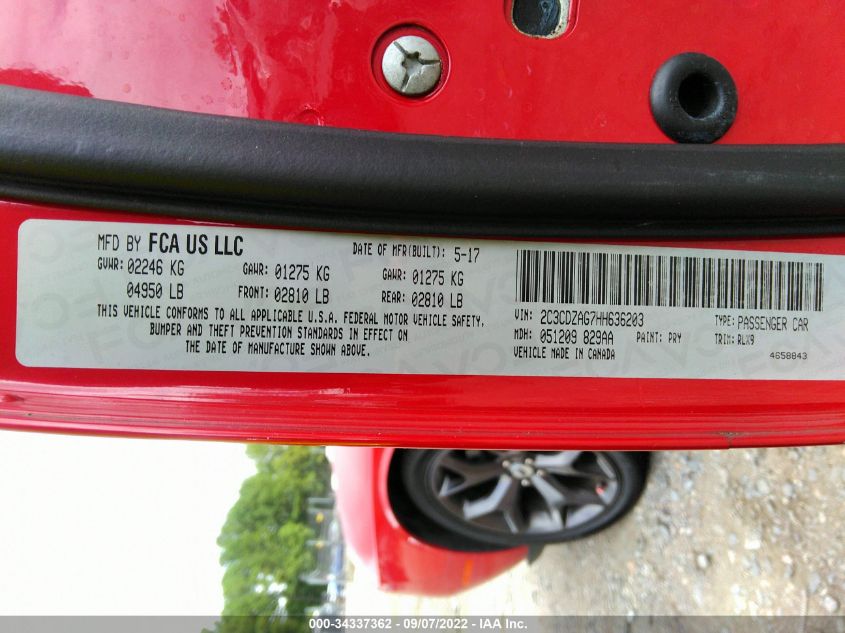 MFD BY FCA US LLC
DATE OF MFR(BUILT): 5-17
GVWR: 02246 KG GAWR: 01275 KG GAWR: 01275 KG
04950 LB FRONT: 02810 LB REAR: 02810 LB
THIS VEHICLE CONFORMS TO ALL APPLICABLE U.S.A. FEDERAL MOTOR VEHICLE SAFETY,
BUMPER AND THEFT PREVENTION STANDARDS IN EFFECT ON
THE DATE OF MANUFACTURE SHOWN ABOVE.
VIN: 2C3CDZAG7HH636203 TYPE: PASSENGER CAR
MDH: 051209 829AA PAINT: PRY TRIM: RLX9
VEHICLE MADE IN CANADA 4658843
000-34337362 - 09/07/2022 - IAA Inc.